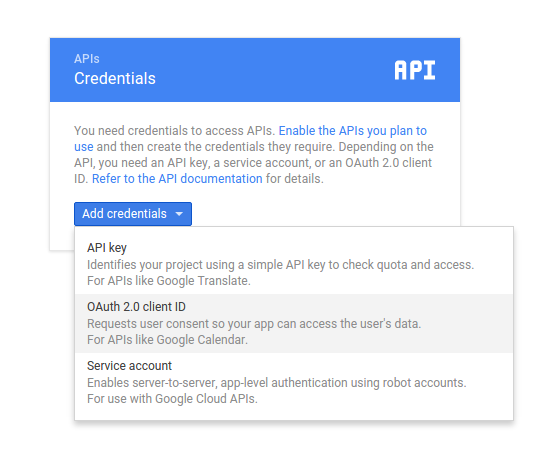 APIs
Credentials
API
You need credentials to access APIs. Enable the APIs you plan to
use and then create the credentials they require. Depending on the
API, you need an API key, a service account, or an OAuth 2.0 client
ID. Refer to the API documentation for details.
Add credentials
API key
Identifies your project using a simple API key to check quota and access.
For APIs like Google Translate.
OAuth 2.0 client ID
Requests user consent so your app can access the user's data.
For APIs like Google Calendar.
Service account
Enables server-to-server, app-level authentication using robot accounts.
For use with Google Cloud APIs.